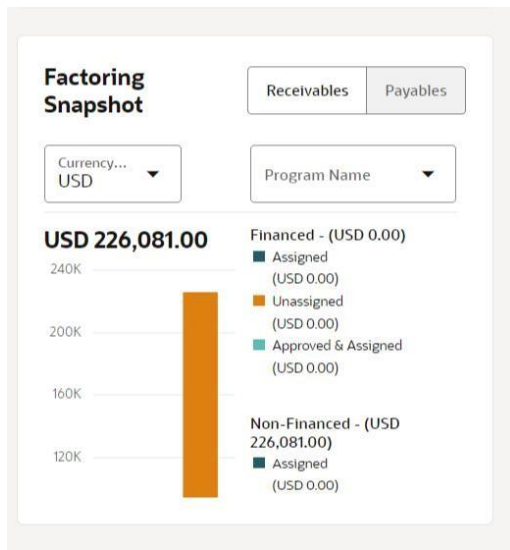 Factoring
Snapshot
Receivables
Payables
Currency...
USD
Program Name
USD 226,081.00
240K
200K
160K
120K
Financed - (USD 0.00)
Assigned
(USD 0.00)
Unassigned
(USD 0.00)
Approved & Assigned
(USD 0.00)
Non-Financed - (USD
226,081.00)
Assigned
(USD 0.00)